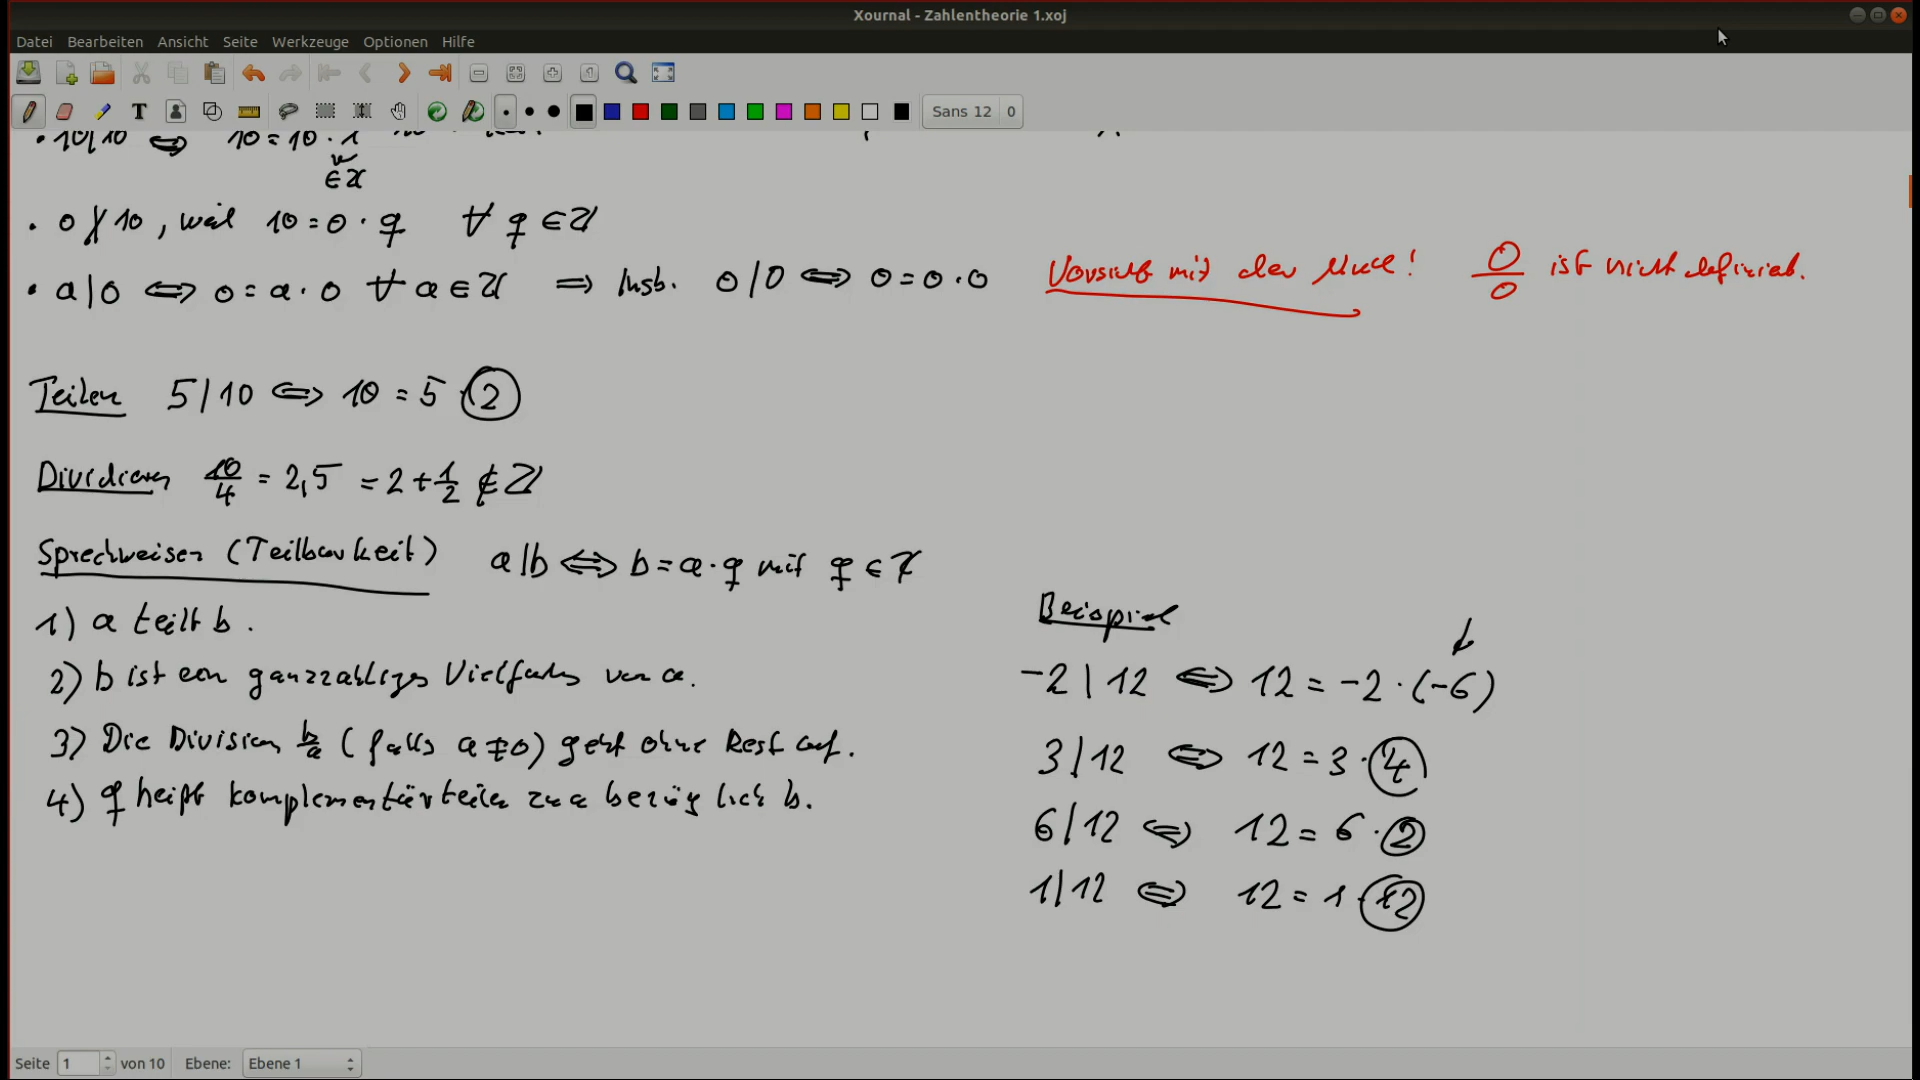 Xournal - Zahlentheorie 1.xoj
Datei Bearbeiten Ansicht Seite Werkzeuge Optionen Hilfe
Sans 12 0
• 10|10 ⇔ 10 = 10 · 1
∈ ℤ
• 0 ∤ 10, weil 10 = 0 · q ∀ q ∈ ℤ
• a|0 ⇔ 0 = a · 0 ∀ a ∈ ℤ ⇒ Insb. 0|0 ⇔ 0 = 0 · 0 Vorsicht mit der Null! 0/0 ist nicht definiert.
Teilen 5|10 ⇔ 10 = 5 · 2
Dividieren 10/4 = 2,5 = 2 + 1/2 ∉ ℤ
Sprechweisen (Teilbarkeit) a|b ⇔ b = a · q mit q ∈ ℤ
1) a teilt b.
2) b ist ein ganzzahliges Vielfaches von a.
3) Die Division b/a (falls a ≠ 0) geht ohne Rest auf.
4) q heißt Komplementärteiler zu a bezüglich b.
Beispiel
-2 | 12 ⇔ 12 = -2 · (-6)
3|12 ⇔ 12 = 3 · 4
6|12 ⇔ 12 = 6 · 2
1|12 ⇔ 12 = 1 · 12
Seite 1 von 10 Ebene: Ebene 1